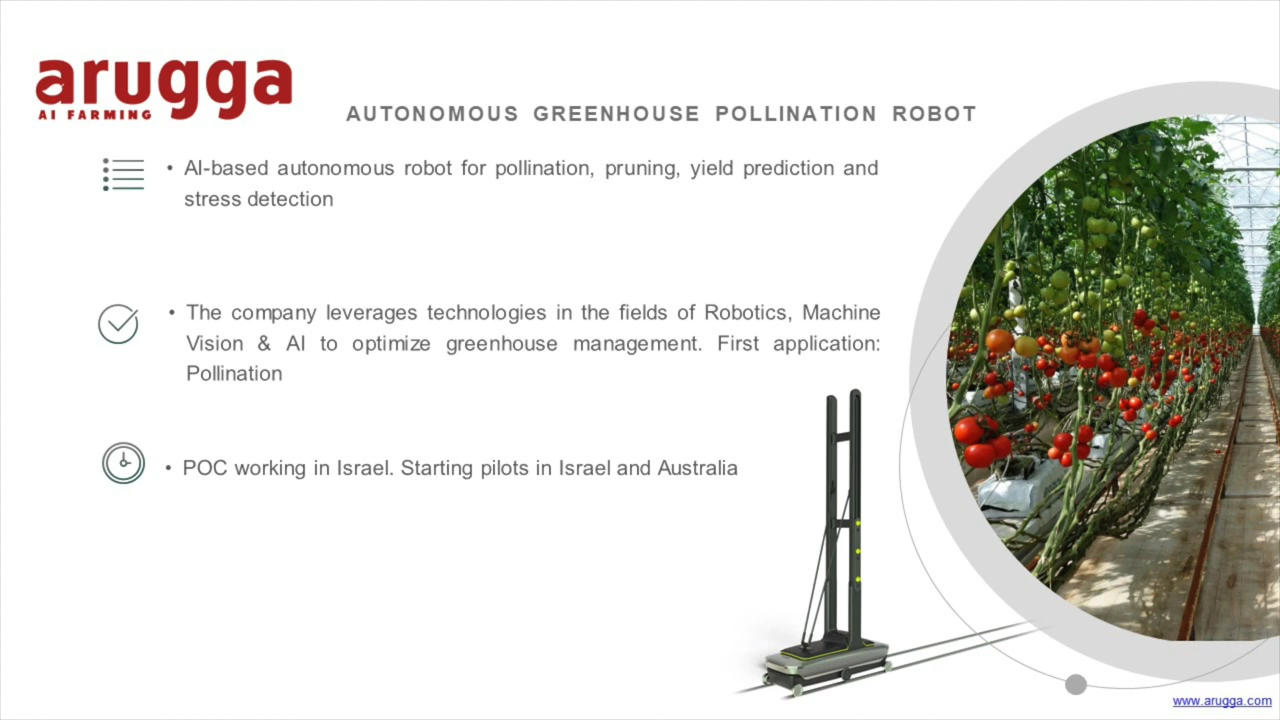 arugga
AI FARMING
AUTONOMOUS GREENHOUSE POLLINATION ROBOT
• AI-based autonomous robot for pollination, pruning, yield prediction and
stress detection
• The company leverages technologies in the fields of Robotics, Machine
Vision & AI to optimize greenhouse management. First application:
Pollination
• POC working in Israel. Starting pilots in Israel and Australia
www.arugga.com